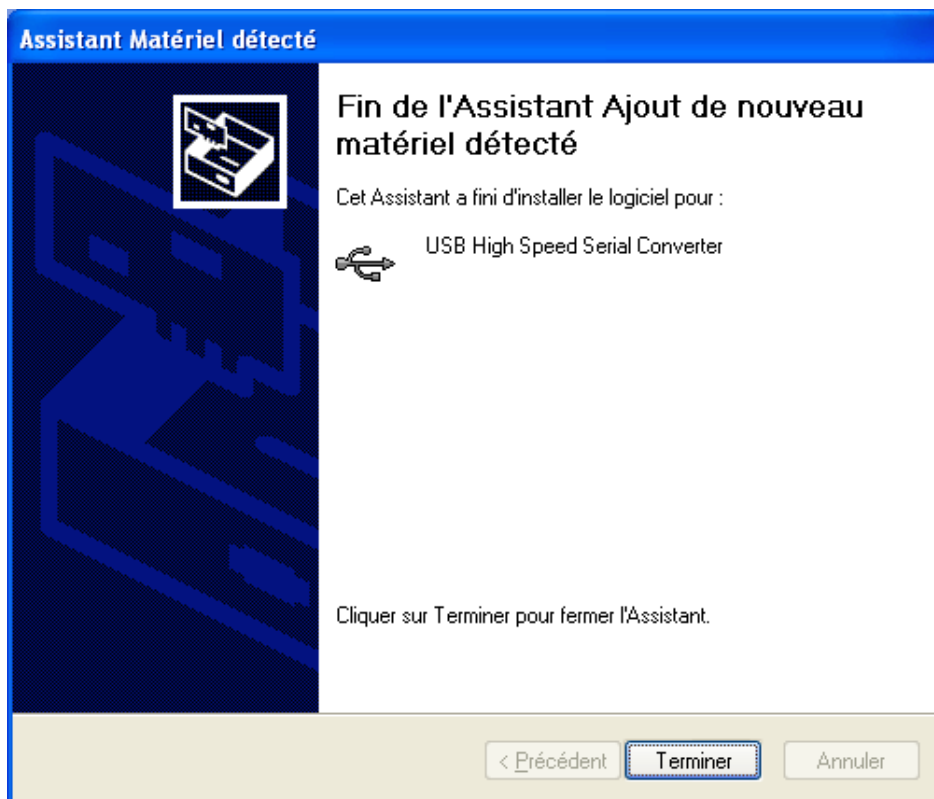 Assistant Matériel détecté
Fin de l'Assistant Ajout de nouveau
matériel détecté
Cet Assistant a fini d'installer le logiciel pour :
USB High Speed Serial Converter
Cliquer sur Terminer pour fermer l'Assistant.
< Précédent Terminer Annuler